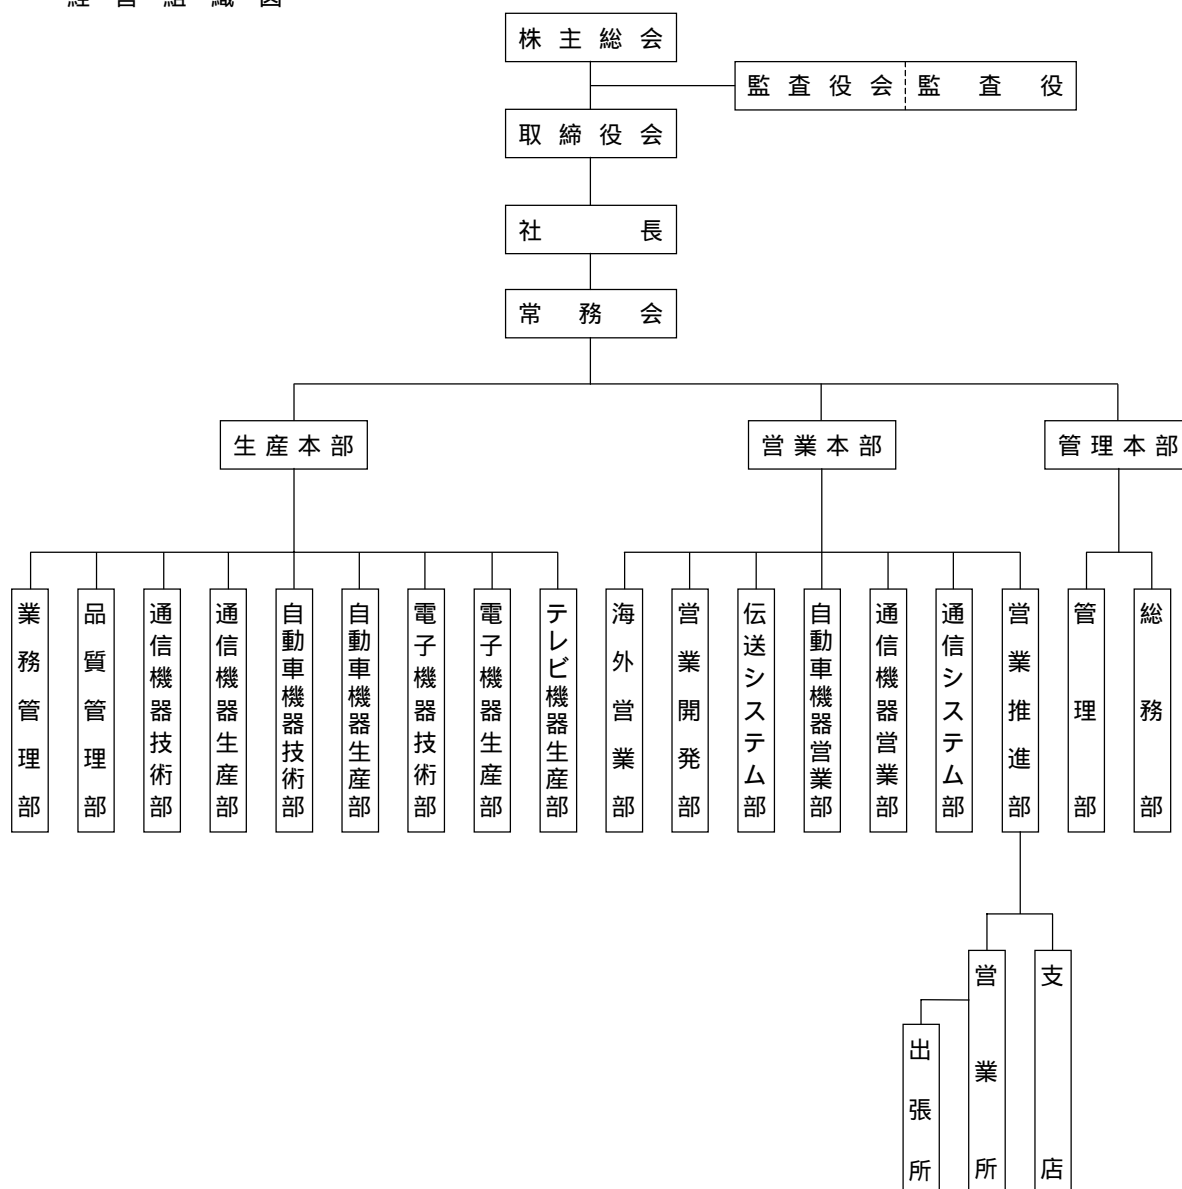 経営組織図
株主総会
監査役会 監査役
取締役会
社長
常務会
生産本部 営業本部 管理本部
業務管理部
品質管理部
通信機器技術部
通信機器生産部
自動車機器技術部
自動車機器生産部
電子機器技術部
電子機器生産部
テレビ機器生産部
海外営業部
営業開発部
伝送システム部
自動車機器営業部
通信機器営業部
通信システム部
営業推進部
管理部
総務部
出張所
営業所
支店